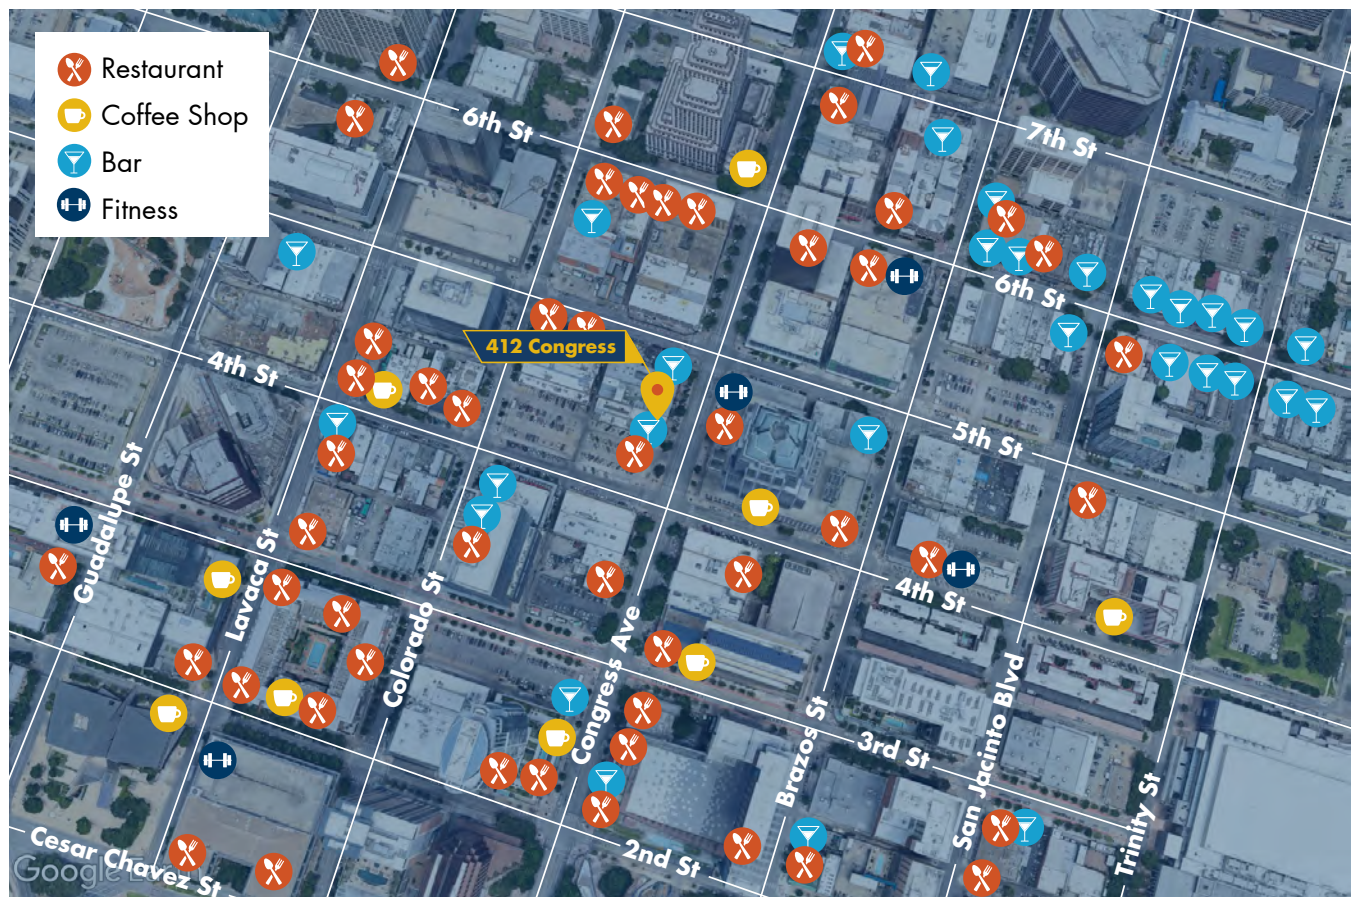 Restaurant
Coffee Shop
Bar
Fitness
6th St
7th St
6th St
412 Congress
4th St
5th St
Guadalupe St
Lavaca St
Colorado St
Congress Ave
4th St
Brazos St
3rd St
San Jacinto Blvd
Trinity St
2nd St
Cesar Chavez St
Google